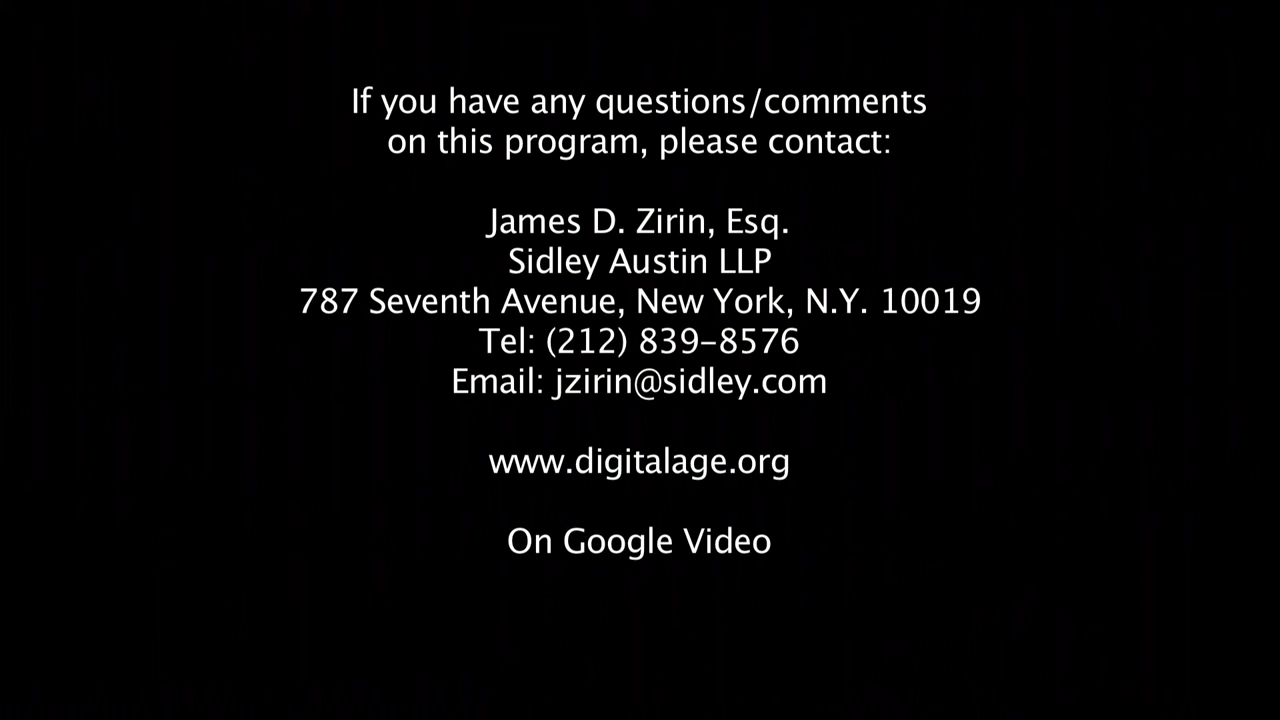 If you have any questions/comments
on this program, please contact:
James D. Zirin, Esq.
Sidley Austin LLP
787 Seventh Avenue, New York, N.Y. 10019
Tel: (212) 839-8576
Email: jzirin@sidley.com
www.digitalage.org
On Google Video